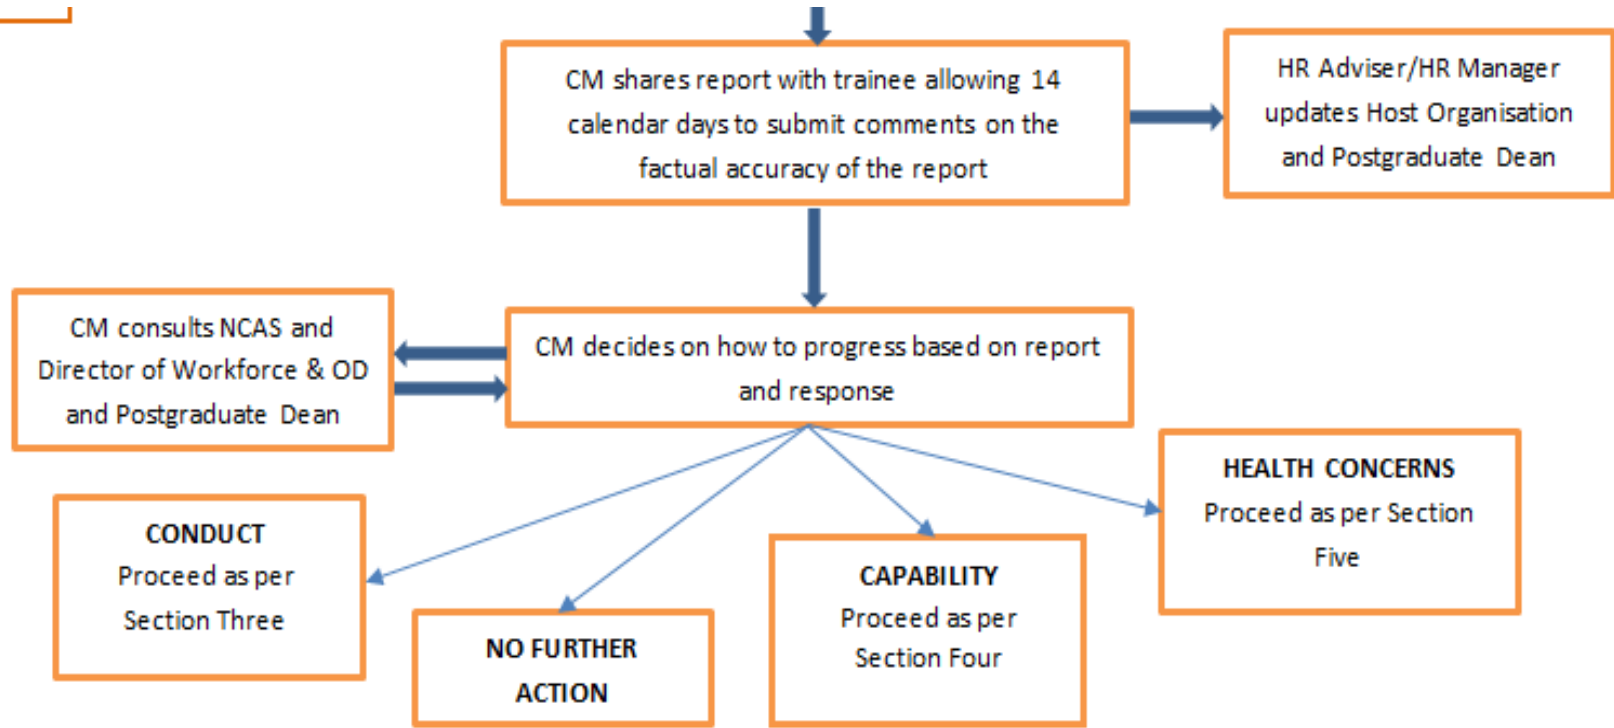 CM shares report with trainee allowing 14
calendar days to submit comments on the
factual accuracy of the report
HR Adviser/HR Manager
updates Host Organisation
and Postgraduate Dean
CM consults NCAS and
Director of Workforce & OD
and Postgraduate Dean
CM decides on how to progress based on report
and response
CONDUCT
Proceed as per
Section Three
NO FURTHER
ACTION
CAPABILITY
Proceed as per
Section Four
HEALTH CONCERNS
Proceed as per Section
Five